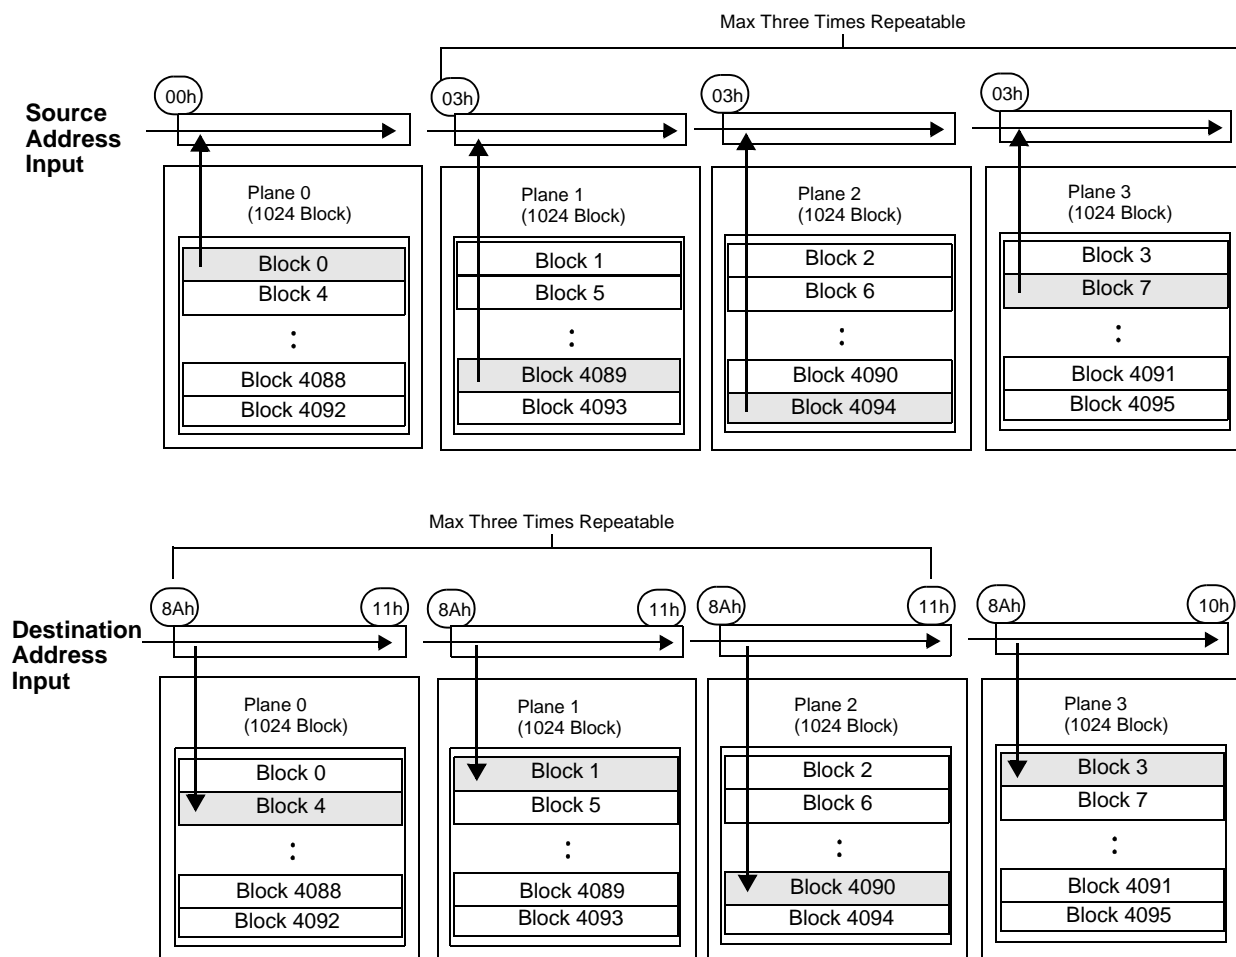 Max Three Times Repeatable
00h
03h
03h
03h
Source
Address
Input
Plane 0
(1024 Block)
Block 0
Block 4
:
Block 4088
Block 4092
Plane 1
(1024 Block)
Block 1
Block 5
:
Block 4089
Block 4093
Plane 2
(1024 Block)
Block 2
Block 6
:
Block 4090
Block 4094
Plane 3
(1024 Block)
Block 3
Block 7
:
Block 4091
Block 4095
Max Three Times Repeatable
8Ah
11h
8Ah
11h
8Ah
11h
8Ah
10h
Destination
Address
Input
Plane 0
(1024 Block)
Block 0
Block 4
:
Block 4088
Block 4092
Plane 1
(1024 Block)
Block 1
Block 5
:
Block 4089
Block 4093
Plane 2
(1024 Block)
Block 2
Block 6
:
Block 4090
Block 4094
Plane 3
(1024 Block)
Block 3
Block 7
:
Block 4091
Block 4095